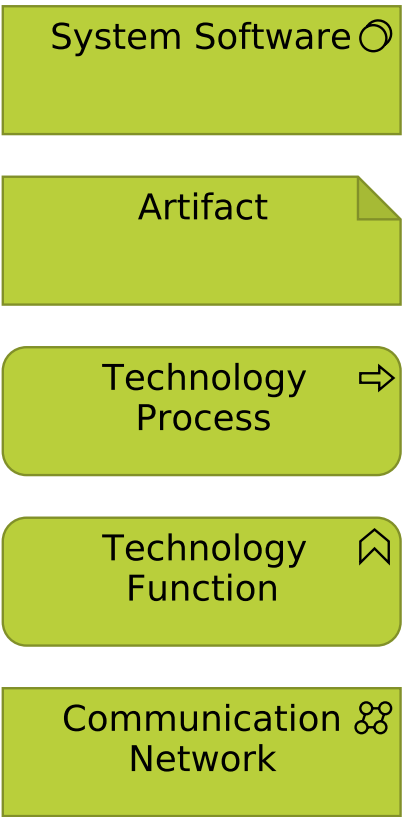 System Software
Artifact
Technology
Process
Technology
Function
Communication
Network